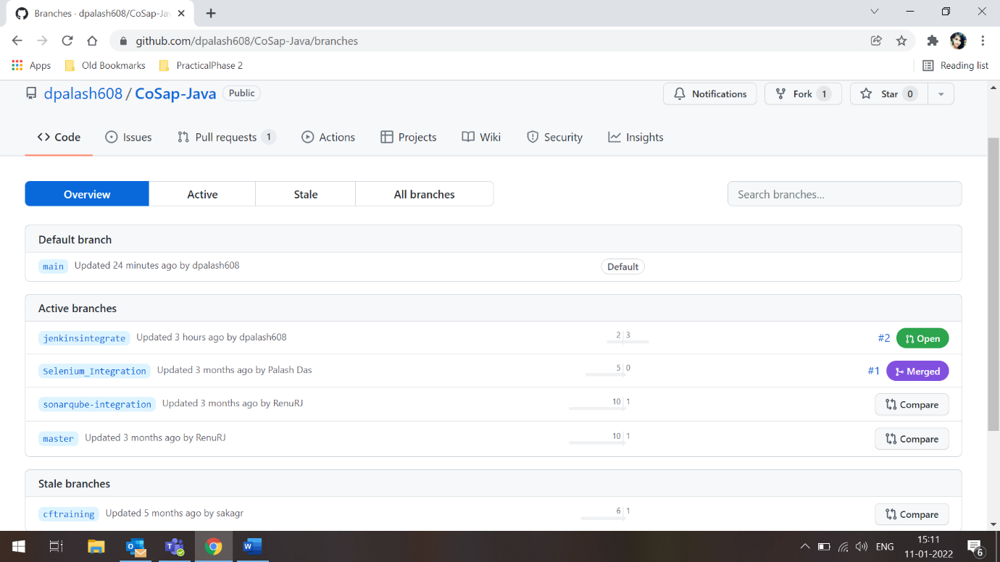 Branches · dpalash608/CoSap-Jav
github.com/dpalash608/CoSap-Java/branches
Apps Old Bookmarks PracticalPhase 2 Reading list
dpalash608 / CoSap-Java Public Notifications Fork 1 Star 0
Code Issues Pull requests 1 Actions Projects Wiki Security Insights
Overview Active Stale All branches Search branches...
Default branch
main Updated 24 minutes ago by dpalash608 Default
Active branches
jenkinsintegrate Updated 3 hours ago by dpalash608 2 3 #2 Open
Selenium_Integration Updated 3 months ago by Palash Das 5 0 #1 Merged
sonarqube-integration Updated 3 months ago by RenuRJ 10 1 Compare
master Updated 3 months ago by RenuRJ 10 1 Compare
Stale branches
cftraining Updated 5 months ago by sakagr 6 1 Compare
ENG 15:11
11-01-2022 6